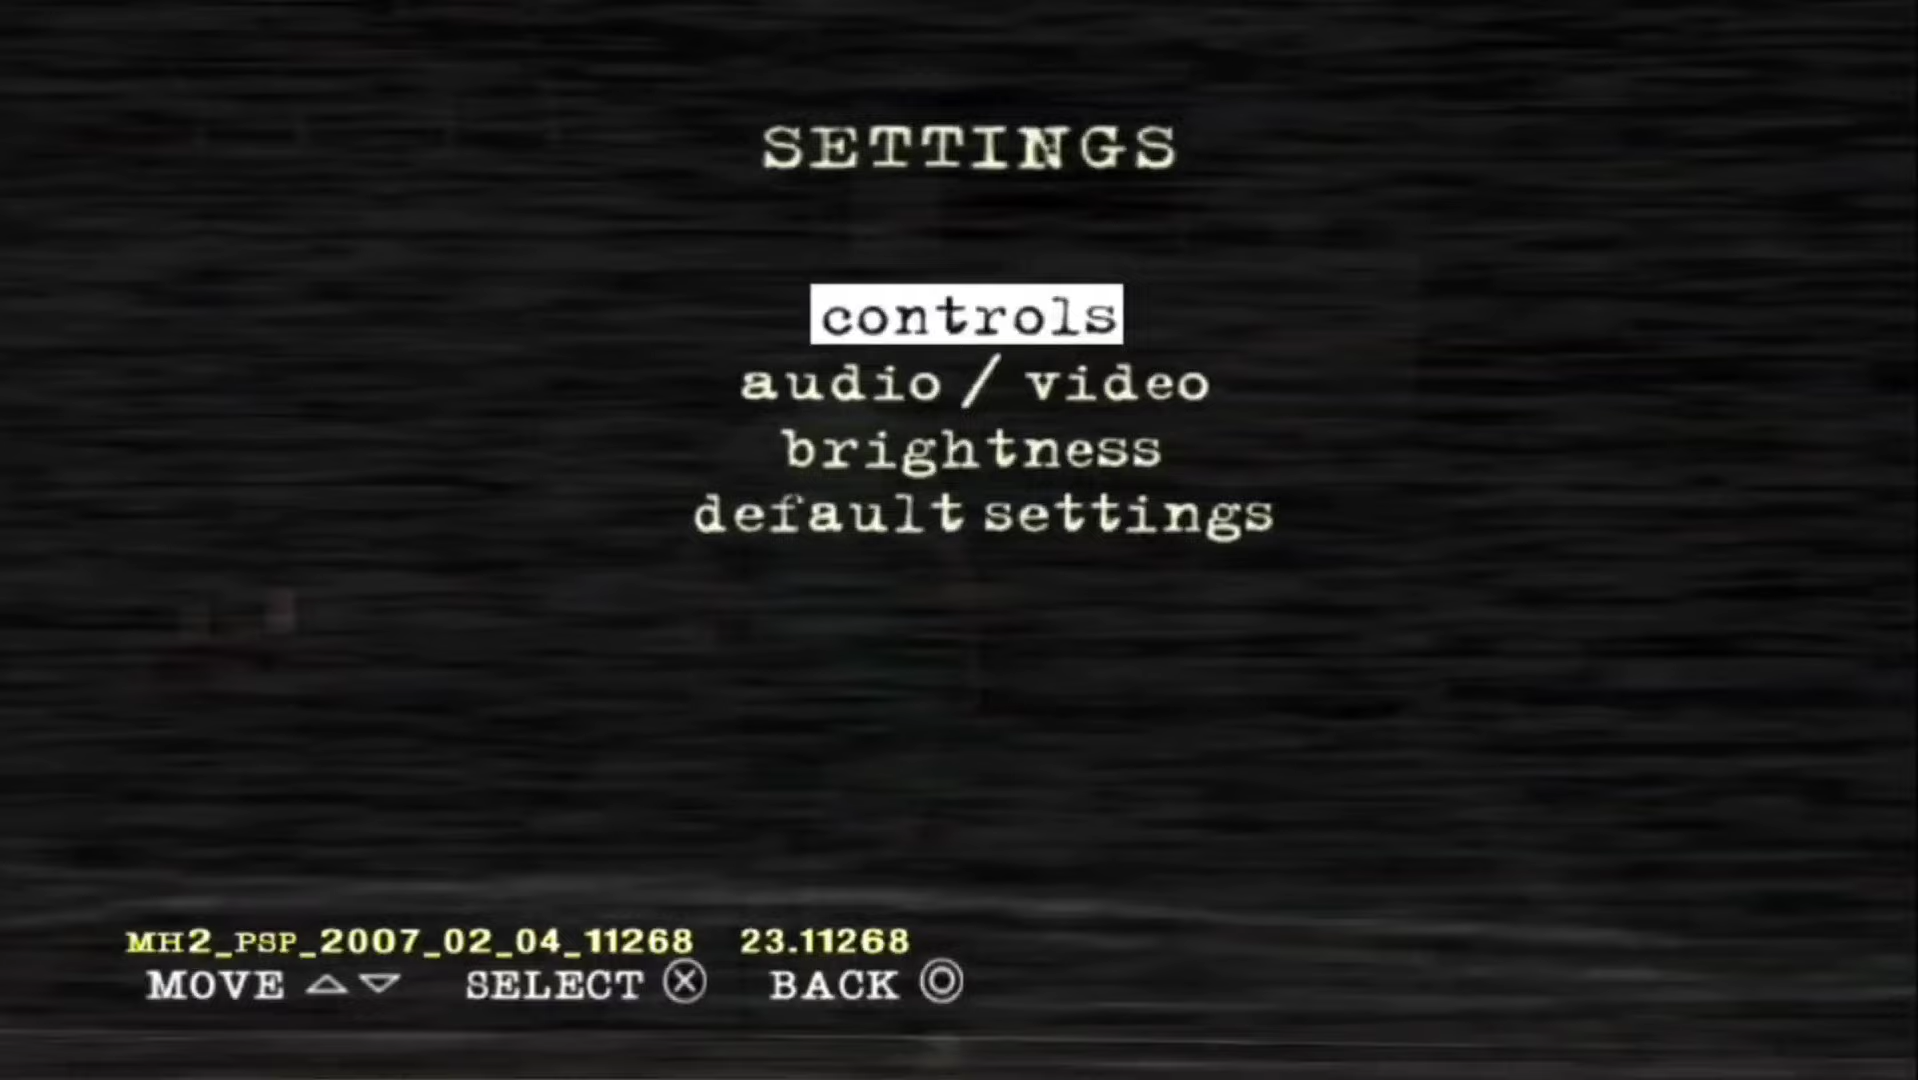 SETTINGS
controls
audio / video
brightness
default settings
MH2_PSP_2007_02_04_11268 23.11268
MOVE SELECT BACK